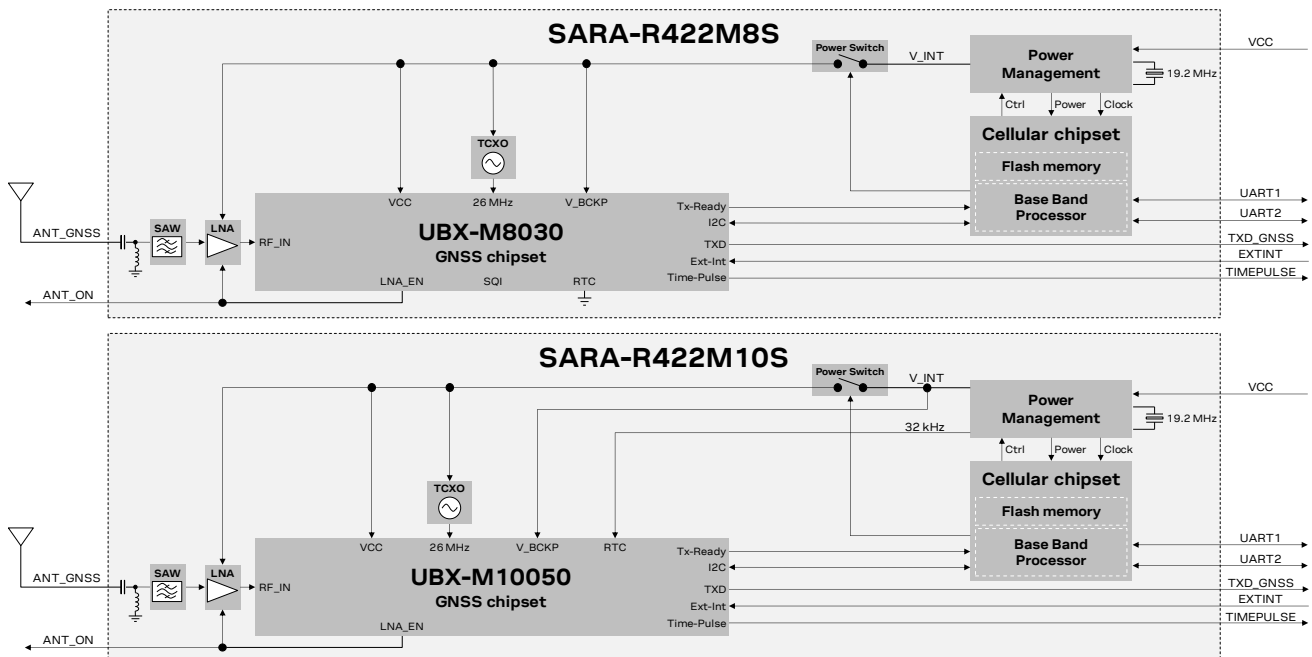 SARA-R422M8S
Power Switch
V_INT
Power
Management
VCC
19.2 MHz
Ctrl
Power
Clock
Cellular chipset
Flash memory
Base Band
Processor
TCXO
VCC
26 MHz
V_BCKP
UBX-M8030
GNSS chipset
Tx-Ready
I2C
TXD
Ext-Int
Time-Pulse
UART1
UART2
TXD_GNSS
EXTINT
TIMEPULSE
ANT_GNSS
SAW
LNA
RF_IN
LNA_EN
SQI
RTC
ANT_ON
SARA-R422M10S
Power Switch
V_INT
Power
Management
VCC
19.2 MHz
32 kHz
Ctrl
Power
Clock
Cellular chipset
Flash memory
Base Band
Processor
TCXO
VCC
26 MHz
V_BCKP
RTC
UBX-M10050
GNSS chipset
Tx-Ready
I2C
TXD
Ext-Int
Time-Pulse
UART1
UART2
TXD_GNSS
EXTINT
TIMEPULSE
ANT_GNSS
SAW
LNA
RF_IN
LNA_EN
ANT_ON